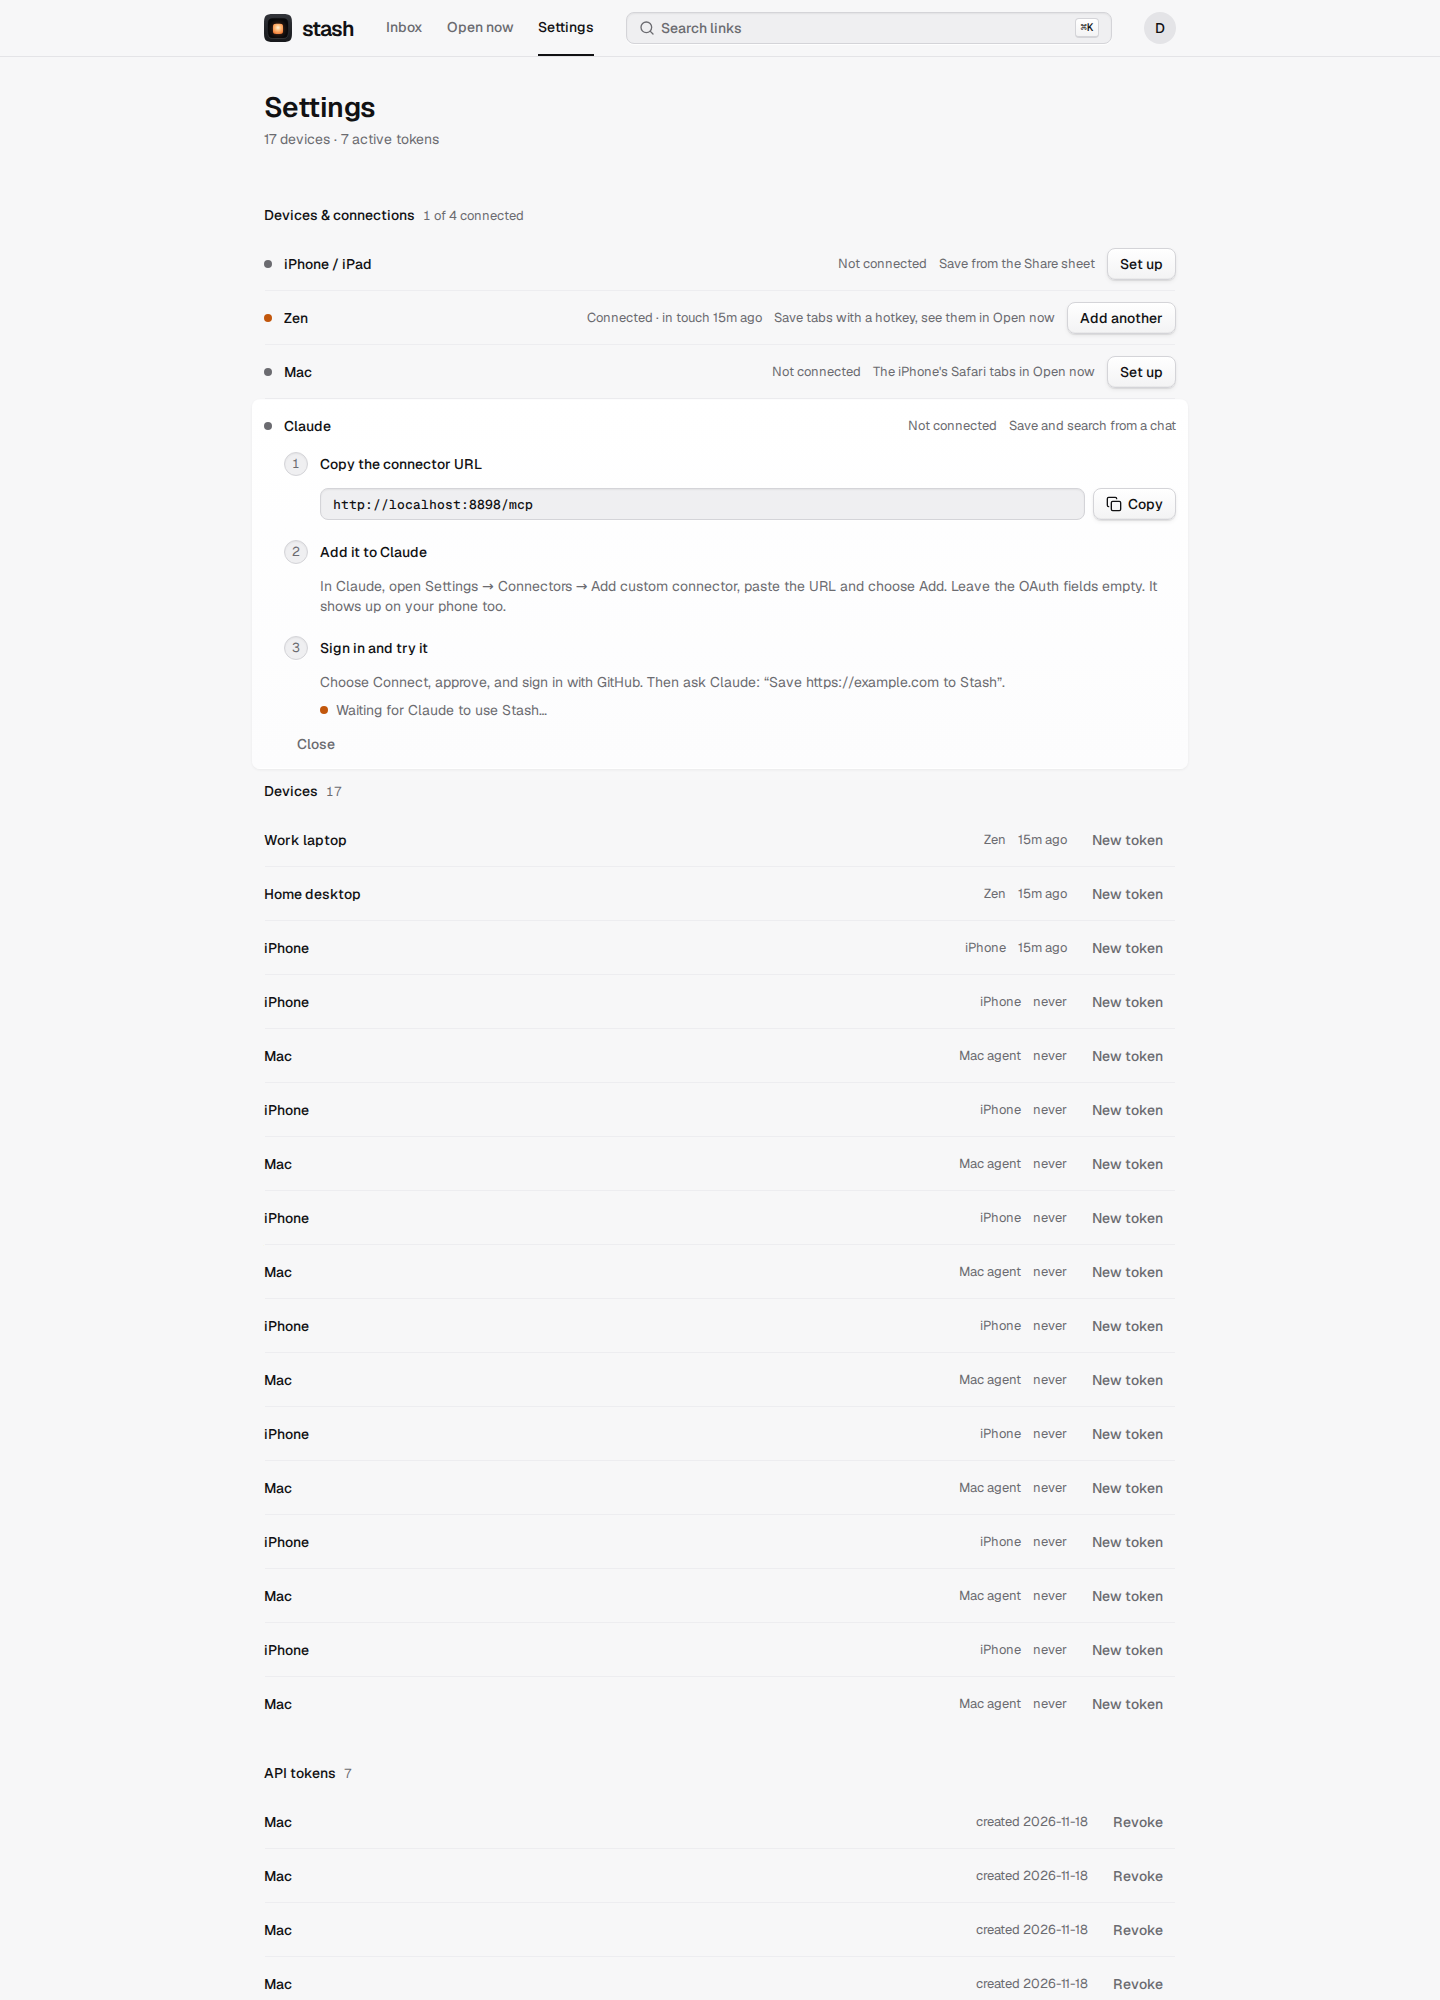 stash Inbox Open now Settings Search links ⌘K D
Settings
17 devices · 7 active tokens
Devices & connections 1 of 4 connected
iPhone / iPad Not connected Save from the Share sheet Set up
Zen Connected · in touch 15m ago Save tabs with a hotkey, see them in Open now Add another
Mac Not connected The iPhone's Safari tabs in Open now Set up
Claude Not connected Save and search from a chat
1 Copy the connector URL
http://localhost:8898/mcp Copy
2 Add it to Claude
In Claude, open Settings → Connectors → Add custom connector, paste the URL and choose Add. Leave the OAuth fields empty. It
shows up on your phone too.
3 Sign in and try it
Choose Connect, approve, and sign in with GitHub. Then ask Claude: “Save https://example.com to Stash”.
Waiting for Claude to use Stash…
Close
Devices 17
Work laptop Zen 15m ago New token
Home desktop Zen 15m ago New token
iPhone iPhone 15m ago New token
iPhone iPhone never New token
Mac Mac agent never New token
iPhone iPhone never New token
Mac Mac agent never New token
iPhone iPhone never New token
Mac Mac agent never New token
iPhone iPhone never New token
Mac Mac agent never New token
iPhone iPhone never New token
Mac Mac agent never New token
iPhone iPhone never New token
Mac Mac agent never New token
iPhone iPhone never New token
Mac Mac agent never New token
API tokens 7
Mac created 2026-11-18 Revoke
Mac created 2026-11-18 Revoke
Mac created 2026-11-18 Revoke
Mac created 2026-11-18 Revoke